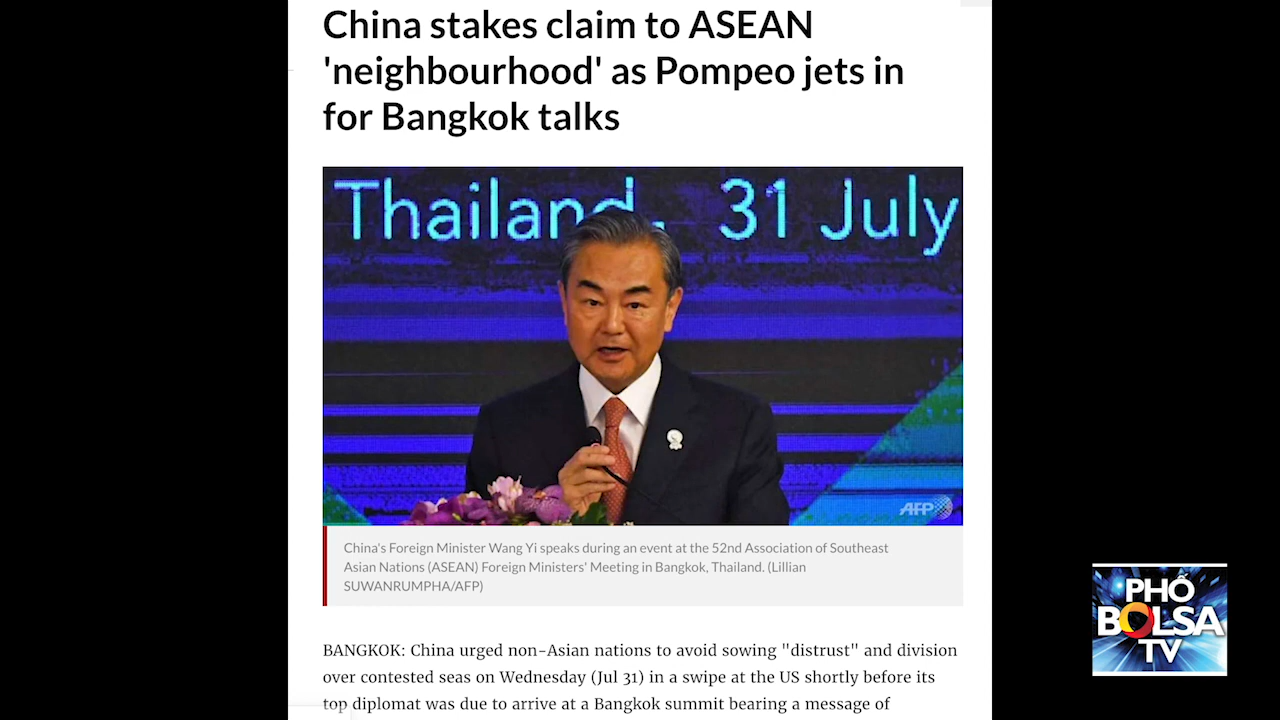 China stakes claim to ASEAN
'neighbourhood' as Pompeo jets in
for Bangkok talks
Thailand, 31 July
AFP
China's Foreign Minister Wang Yi speaks during an event at the 52nd Association of Southeast
Asian Nations (ASEAN) Foreign Ministers' Meeting in Bangkok, Thailand. (Lillian
SUWANRUMPHA/AFP)
BANGKOK: China urged non-Asian nations to avoid sowing "distrust" and division
over contested seas on Wednesday (Jul 31) in a swipe at the US shortly before its
top diplomat was due to arrive at a Bangkok summit bearing a message of
PHỐ
BOLSA
TV